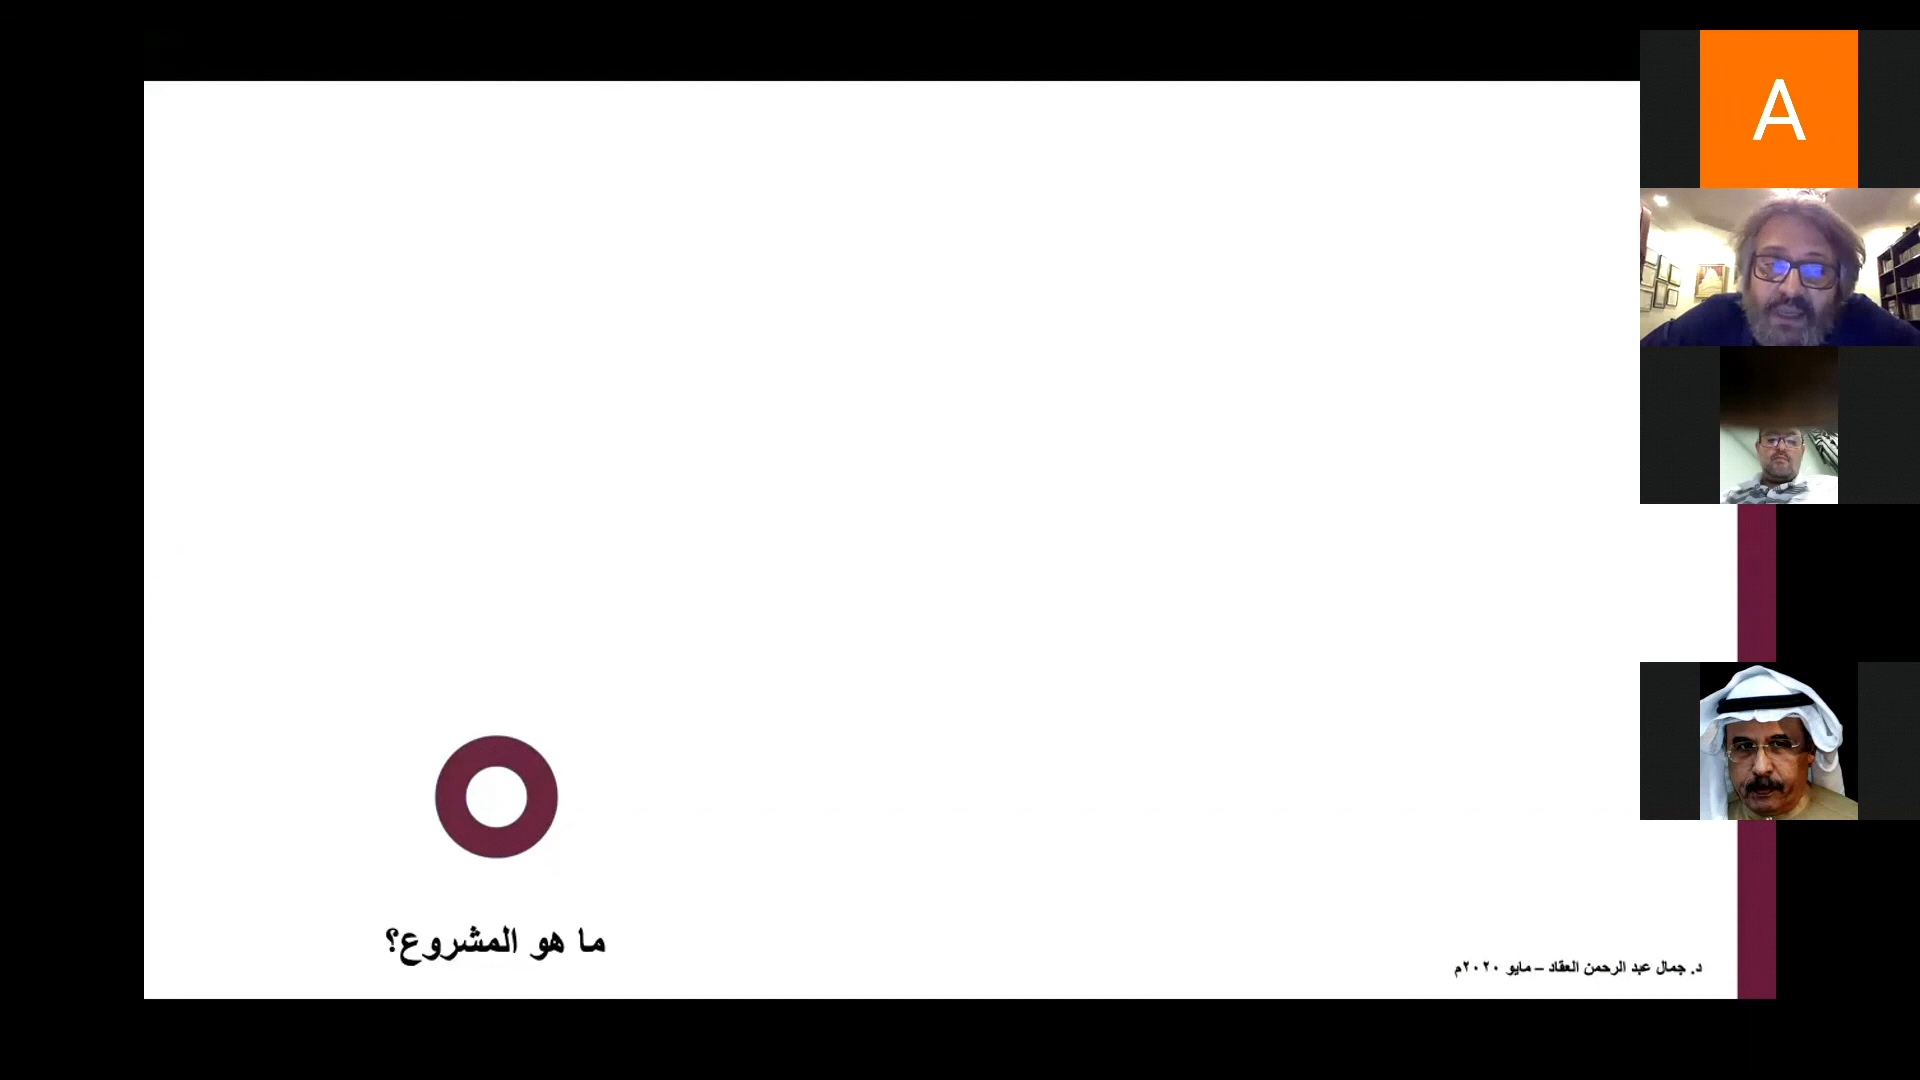 A
ما هو المشروع؟
د. جمال عبد الرحمن العقاد – مايو ٢٠٢٠م